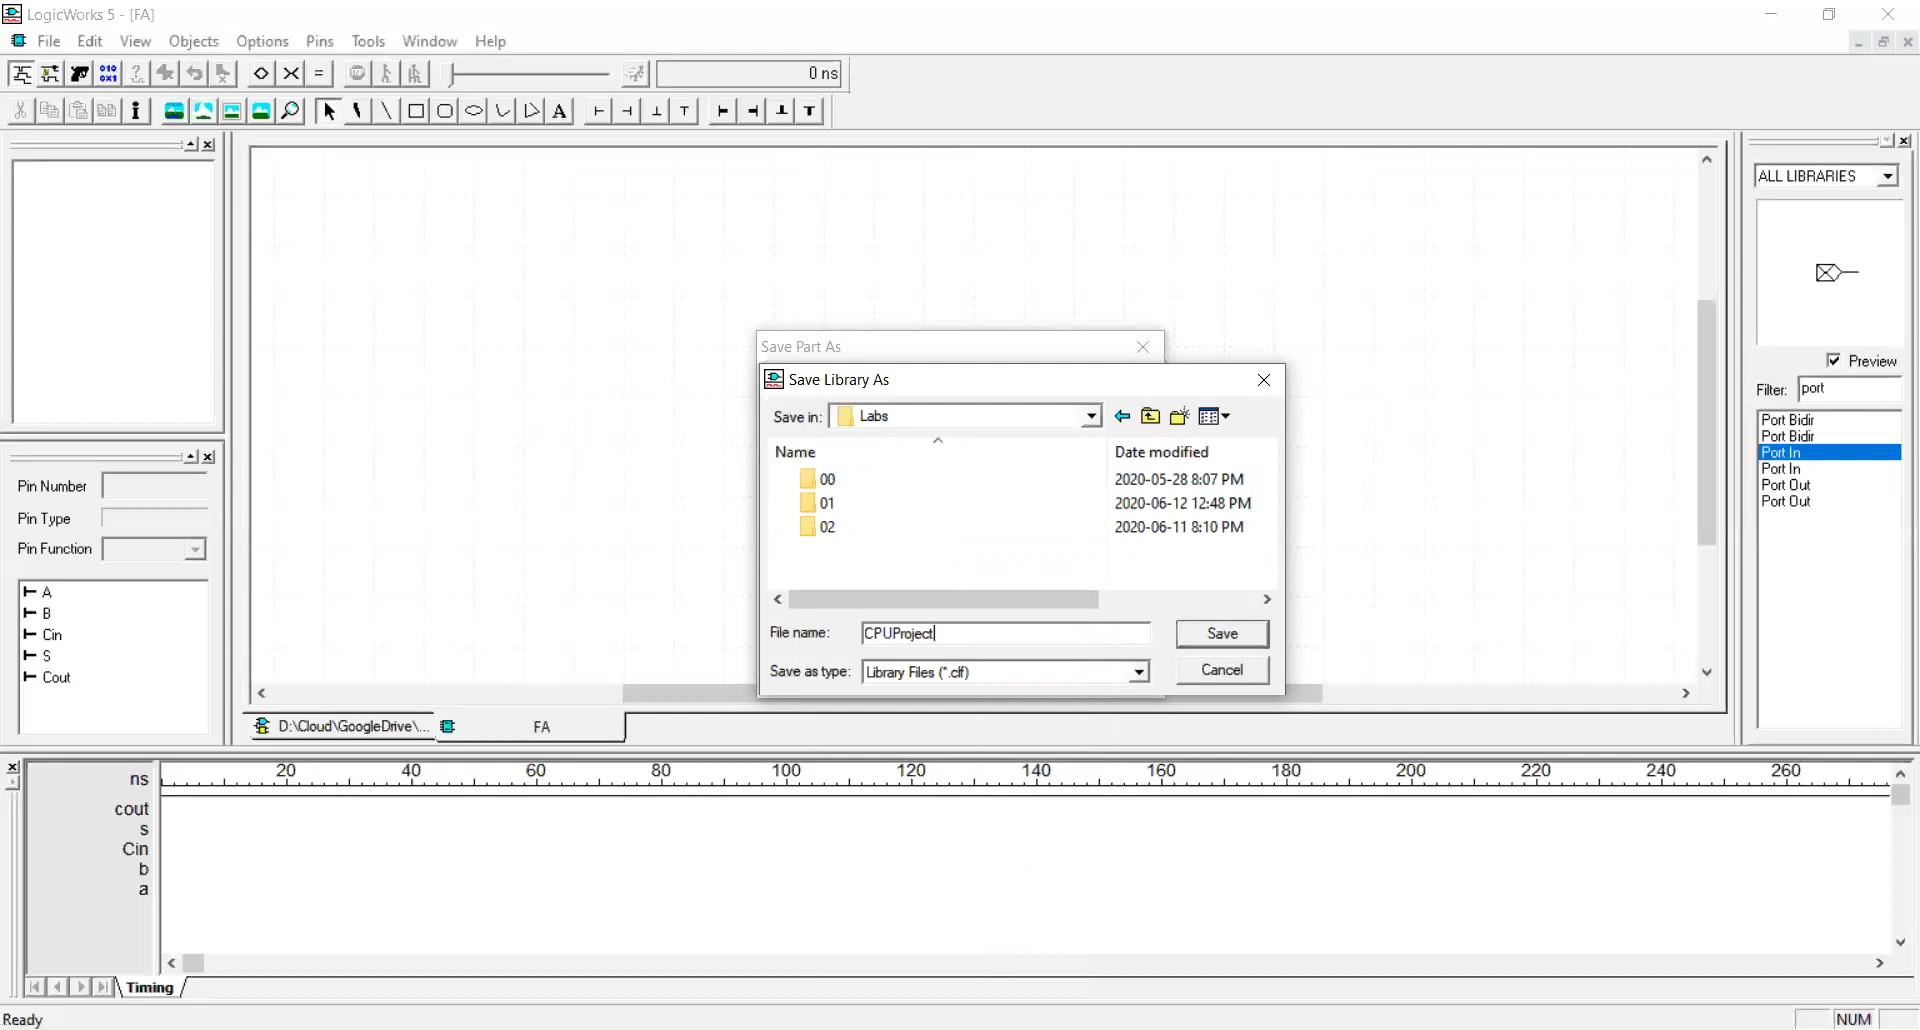 LogicWorks 5 - [FA]
File Edit View Objects Options Pins Tools Window Help
0 ns
A
ALL LIBRARIES
Preview
Filter: port
Port Bidir
Port Bidir
Port In
Port In
Port Out
Port Out
Pin Number
Pin Type
Pin Function
A
B
Cin
S
Cout
Save Part As
Save Library As
Save in: Labs
Name Date modified
00 2020-05-28 8:07 PM
01 2020-06-12 12:48 PM
02 2020-06-11 8:10 PM
File name: CPUProject Save
Save as type: Library Files (*.clf) Cancel
D:\Cloud\GoogleDrive\... FA
ns 20 40 60 80 100 120 140 160 180 200 220 240 260
cout
s
Cin
b
a
Timing
Ready NUM